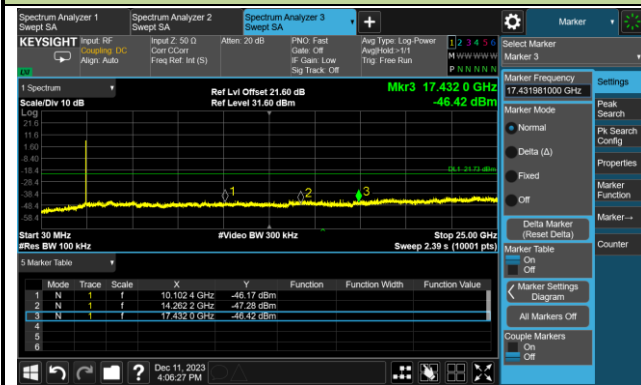 Spectrum Analyzer 1 Swept SA
Spectrum Analyzer 2 Swept SA
Spectrum Analyzer 3 Swept SA
+
Marker
KEYSIGHT
Input: RF
Coupling: DC
Align: Auto
Input Z: 50 Ω
Corr CCorr
Freq Ref: Int (S)
Atten: 20 dB
PNO: Fast
Gate: Off
IF Gain: Low
Sig Track: Off
Avg Type: Log-Power
Avg|Hold:>1/1
Trig: Free Run
1 2 3 4 5 6
M W W W W W
P N N N N N
LXI
1 Spectrum
Scale/Div 10 dB
Log
Ref Lvl Offset 21.60 dB
Ref Level 31.60 dBm
Mkr3 17.432 0 GHz
-46.42 dBm
21.6
11.6
1.60
-8.40
-18.4
-28.4
-38.4
-48.4
-58.4
DL1 -21.73 dBm
1
2
3
Start 30 MHz
#Video BW 300 kHz
Stop 25.00 GHz
#Res BW 100 kHz
Sweep 2.39 s (10001 pts)
5 Marker Table
Mode Trace Scale X Y Function Function Width Function Value
1 N 1 f 10.102 4 GHz -46.17 dBm
2 N 1 f 14.262 2 GHz -47.28 dBm
3 N 1 f 17.432 0 GHz -46.42 dBm
4
5
6
Select Marker
Marker 3
Marker Frequency
17.431981000 GHz
Marker Mode
Normal
Delta (Δ)
Fixed
Off
Delta Marker
(Reset Delta)
Marker Table
On
Off
Marker Settings
Diagram
All Markers Off
Couple Markers
On
Off
Settings
Peak
Search
Pk Search
Config
Properties
Marker
Function
Marker→
Counter
?
Dec 11, 2023
4:06:27 PM